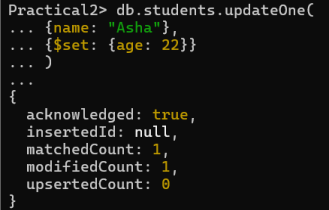 Practical2> db.students.updateOne(
... {name: "Asha"},
... {$set: {age: 22}}
... )
...
{
  acknowledged: true,
  insertedId: null,
  matchedCount: 1,
  modifiedCount: 1,
  upsertedCount: 0
}